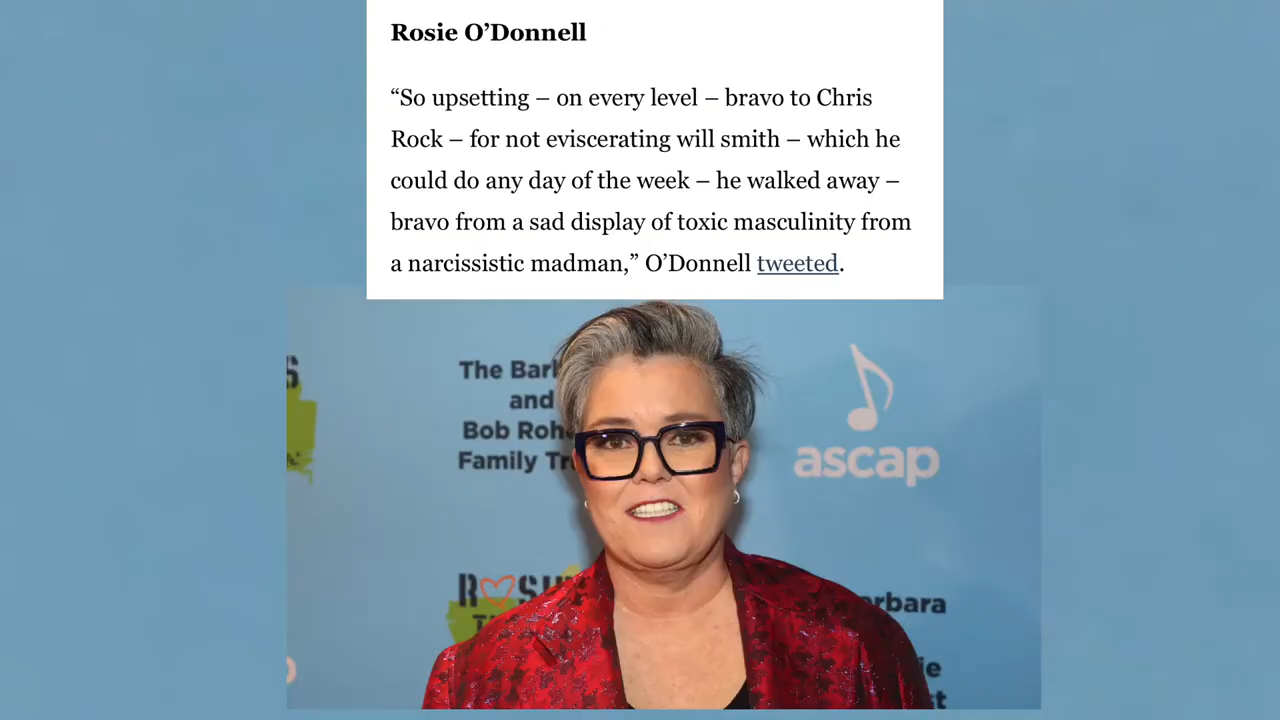 Rosie O’Donnell
“So upsetting – on every level – bravo to Chris
Rock – for not eviscerating will smith – which he
could do any day of the week – he walked away –
bravo from a sad display of toxic masculinity from
a narcissistic madman,” O’Donnell tweeted.
The
and
Bob
Family
ascap